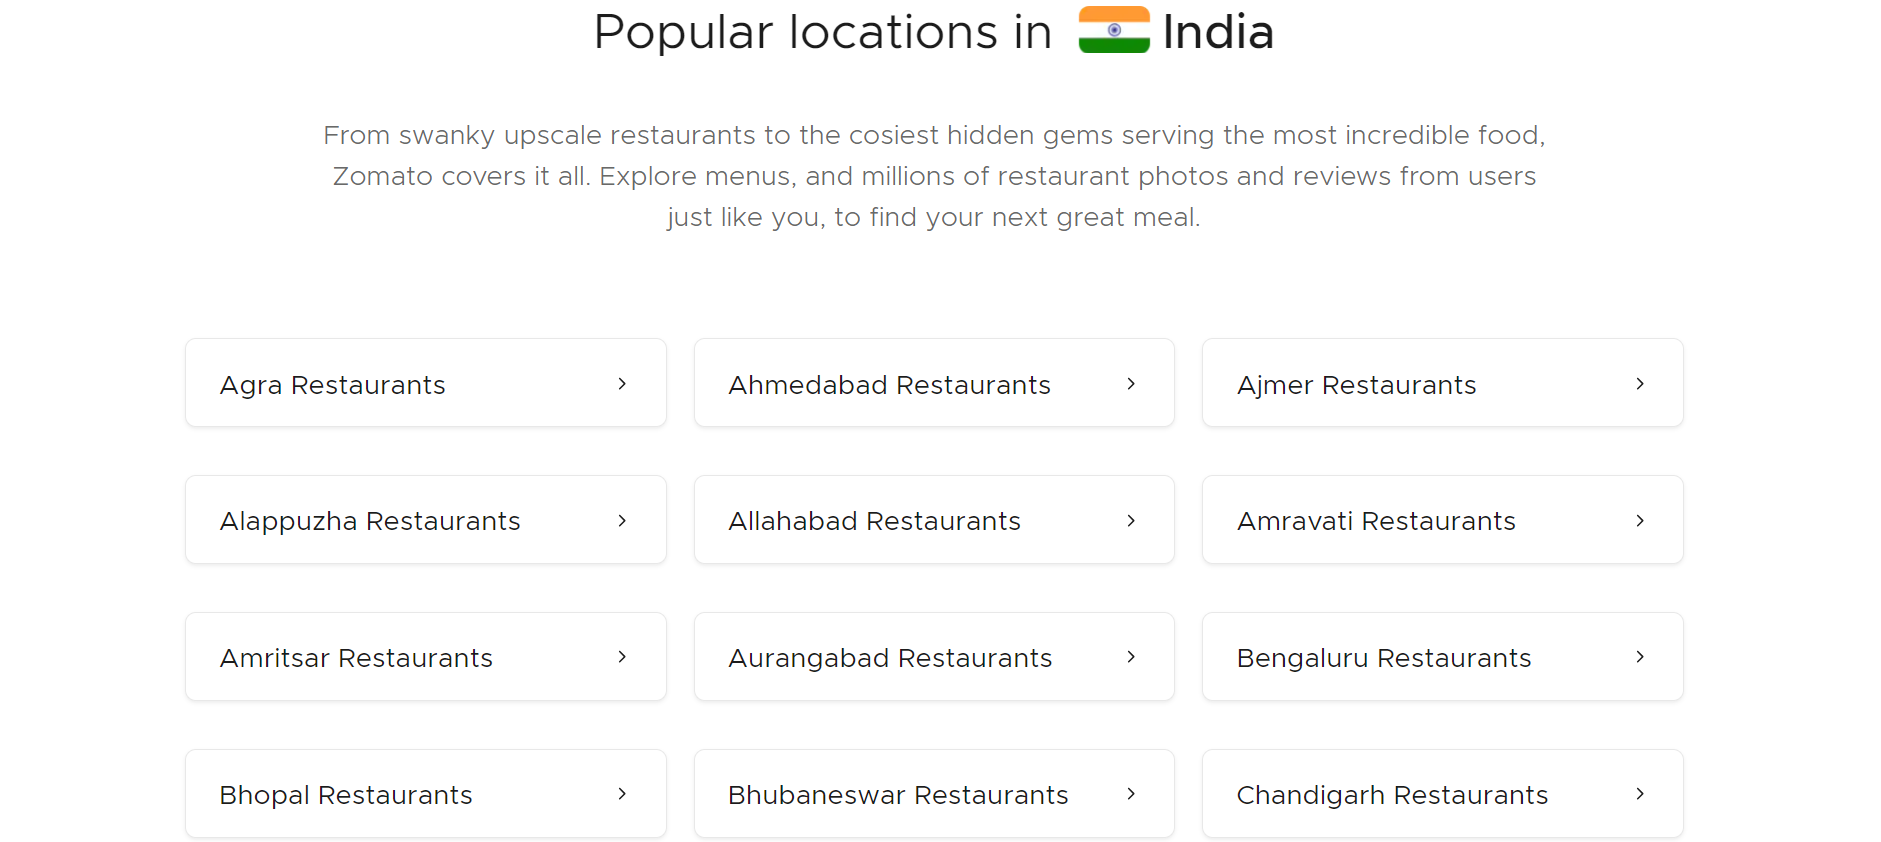 Popular locations in India
From swanky upscale restaurants to the cosiest hidden gems serving the most incredible food,
Zomato covers it all. Explore menus, and millions of restaurant photos and reviews from users
just like you, to find your next great meal.
Agra Restaurants
Ahmedabad Restaurants
Ajmer Restaurants
Alappuzha Restaurants
Allahabad Restaurants
Amravati Restaurants
Amritsar Restaurants
Aurangabad Restaurants
Bengaluru Restaurants
Bhopal Restaurants
Bhubaneswar Restaurants
Chandigarh Restaurants